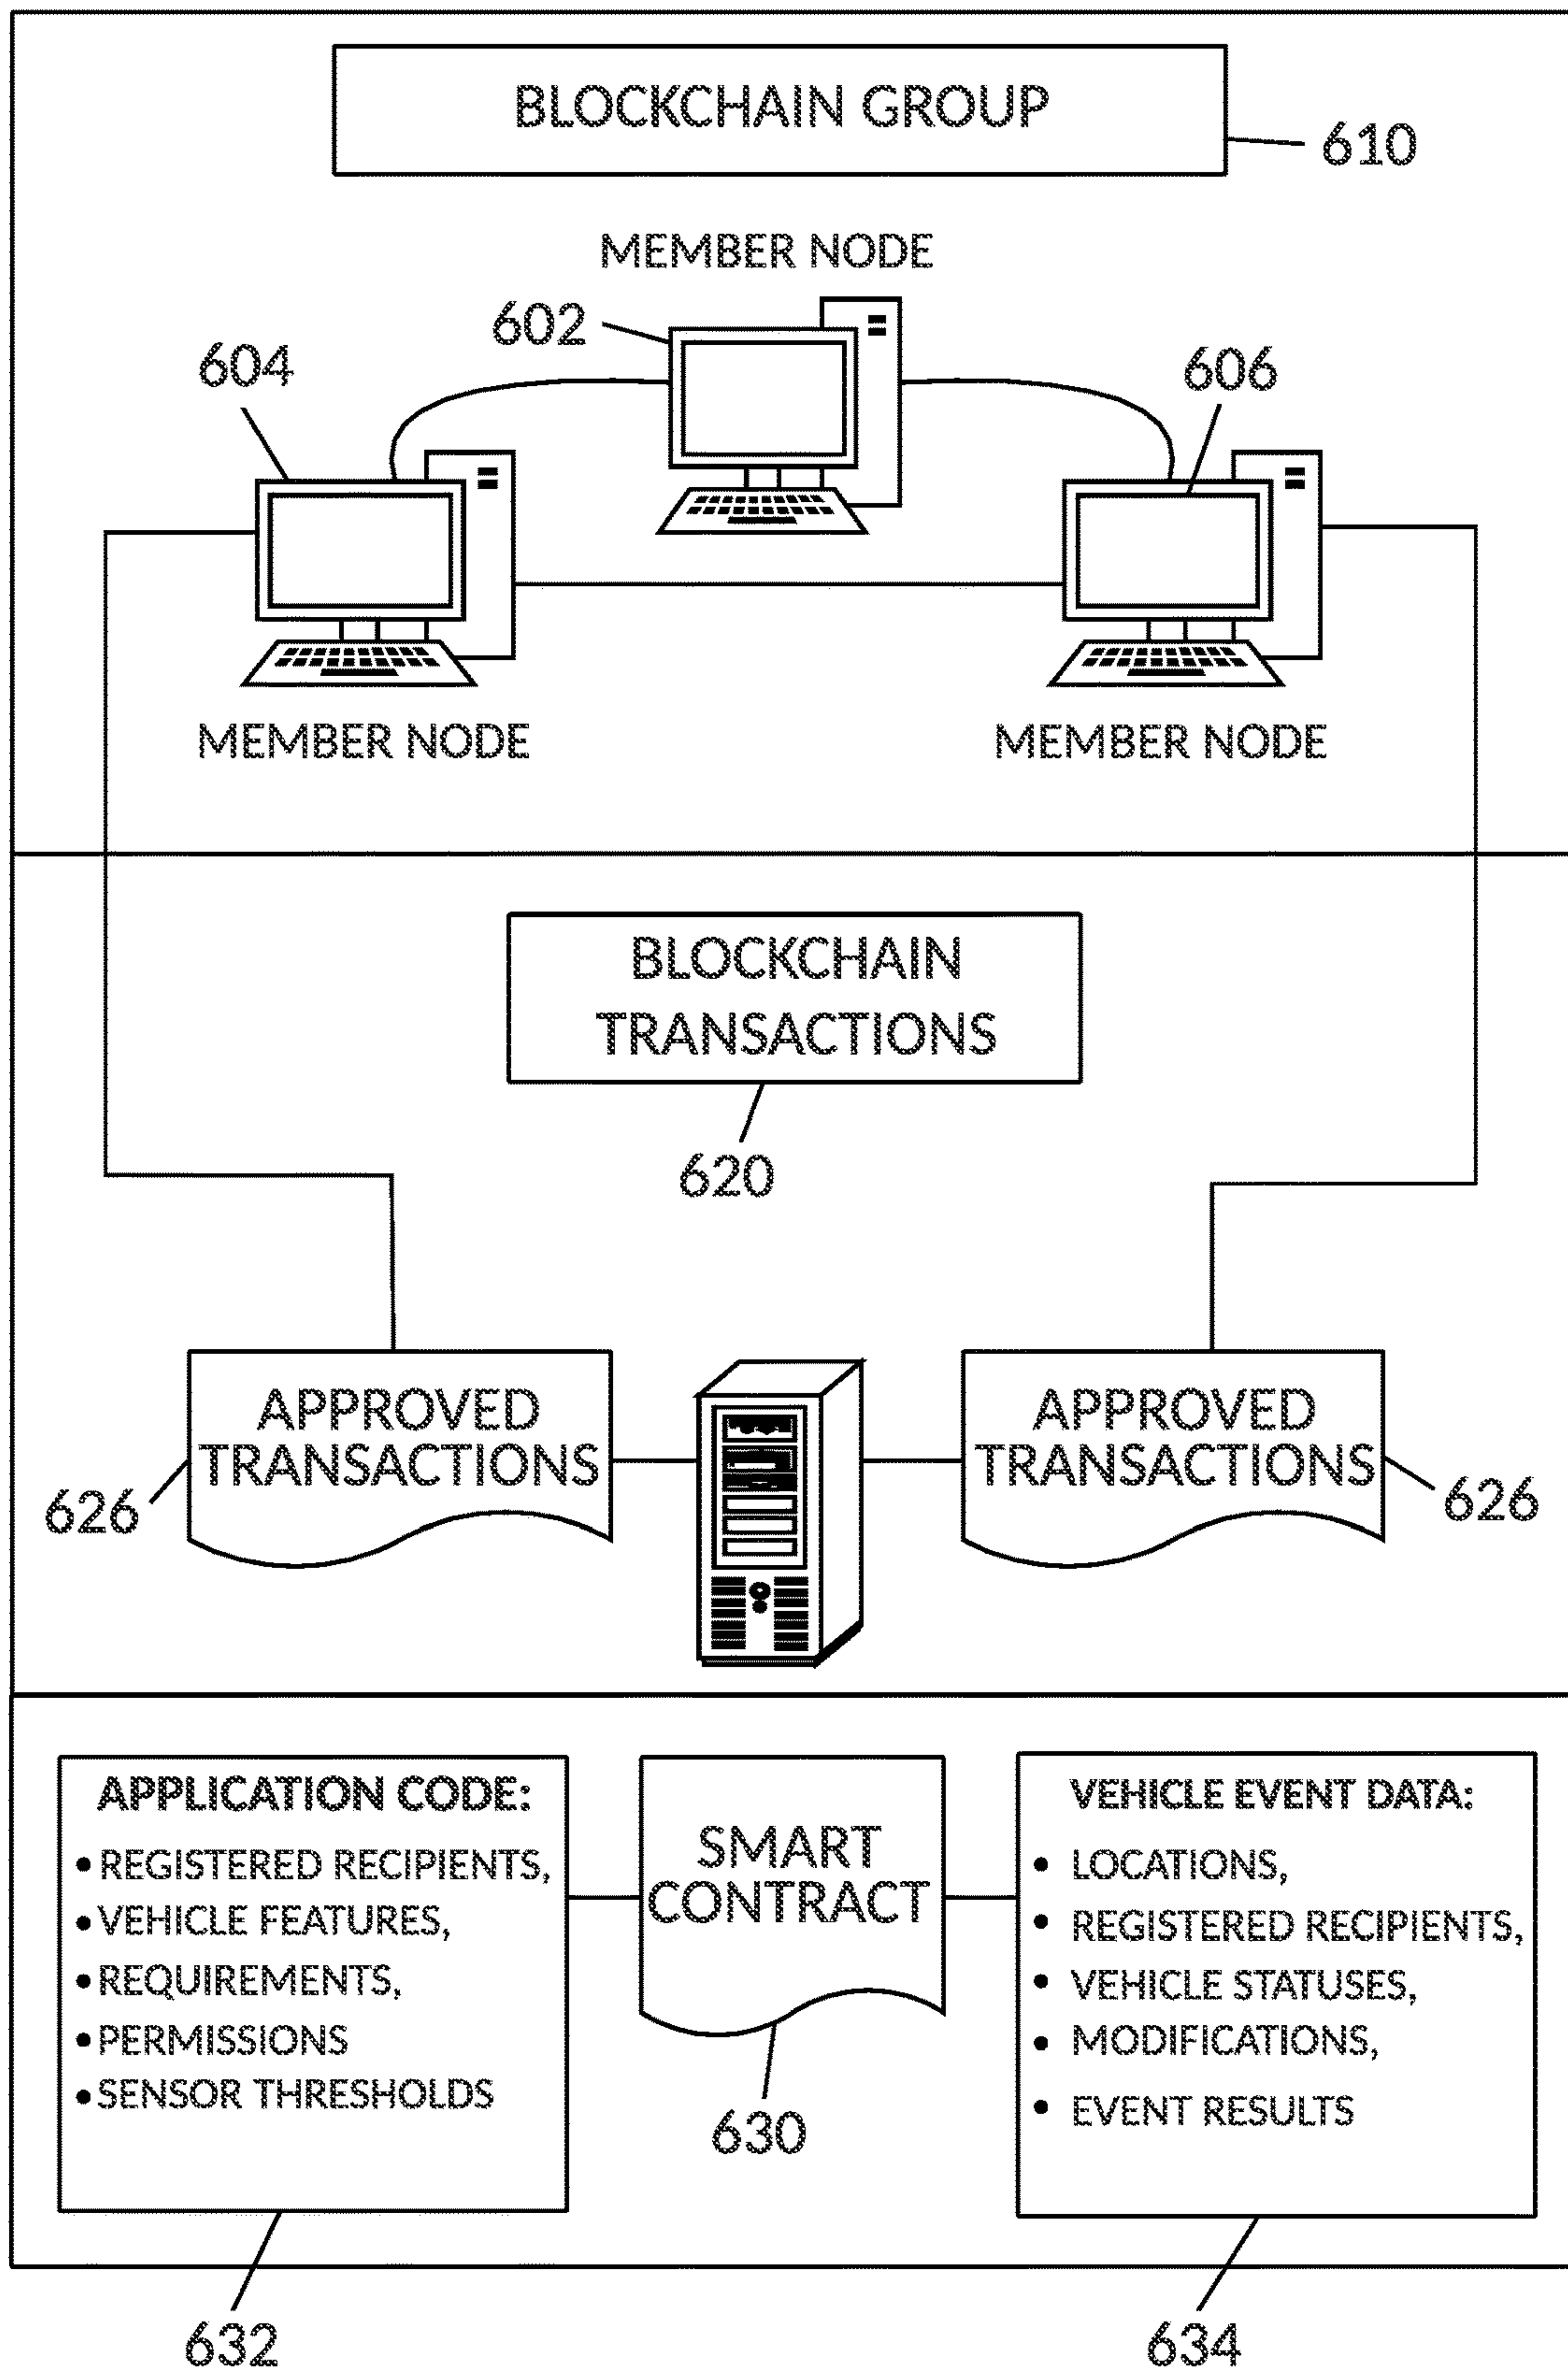 BLOCKCHAIN GROUP
610
MEMBER NODE
602
604
606
MEMBER NODE
MEMBER NODE
BLOCKCHAIN
TRANSACTIONS
620
APPROVED
TRANSACTIONS
626
APPROVED
TRANSACTIONS
626
APPLICATION CODE:
• REGISTERED RECIPIENTS,
• VEHICLE FEATURES,
• REQUIREMENTS,
• PERMISSIONS
• SENSOR THRESHOLDS
SMART
CONTRACT
630
VEHICLE EVENT DATA:
• LOCATIONS,
• REGISTERED RECIPIENTS,
• VEHICLE STATUSES,
• MODIFICATIONS,
• EVENT RESULTS
632
634